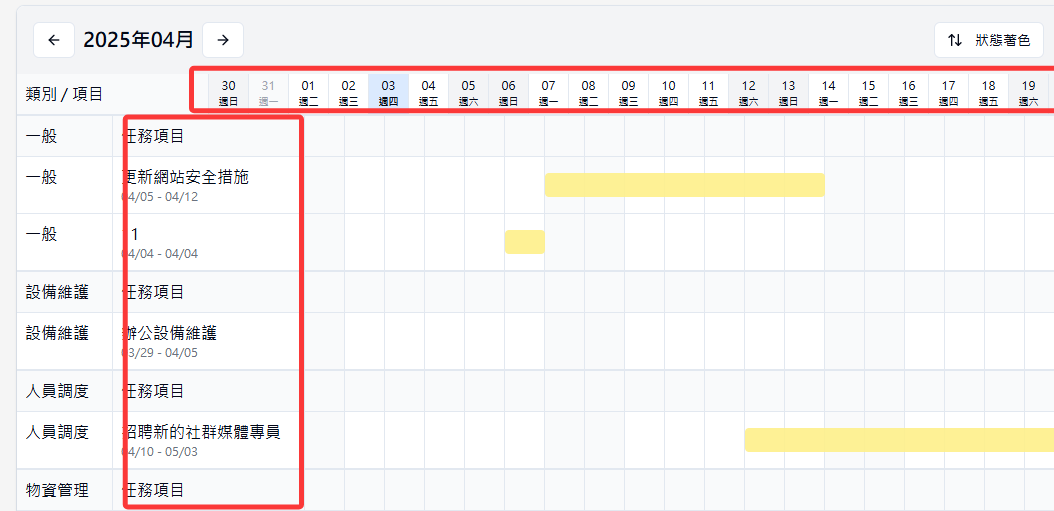 ← 2025年04月 →
狀態著色
類別 / 項目
30 31 01 02 03 04 05 06 07 08 09 10 11 12 13 14 15 16 17 18 19
週日 週一 週二 週三 週四 週五 週六 週日 週一 週二 週三 週四 週五 週六 週日 週一 週二 週三 週四 週五 週六
一般 任務項目
一般 更新網站安全措施
04/05 - 04/12
一般 1
04/04 - 04/04
設備維護 任務項目
設備維護 辦公設備維護
03/29 - 04/05
人員調度 任務項目
人員調度 招聘新的社群媒體專員
04/10 - 05/03
物資管理 任務項目